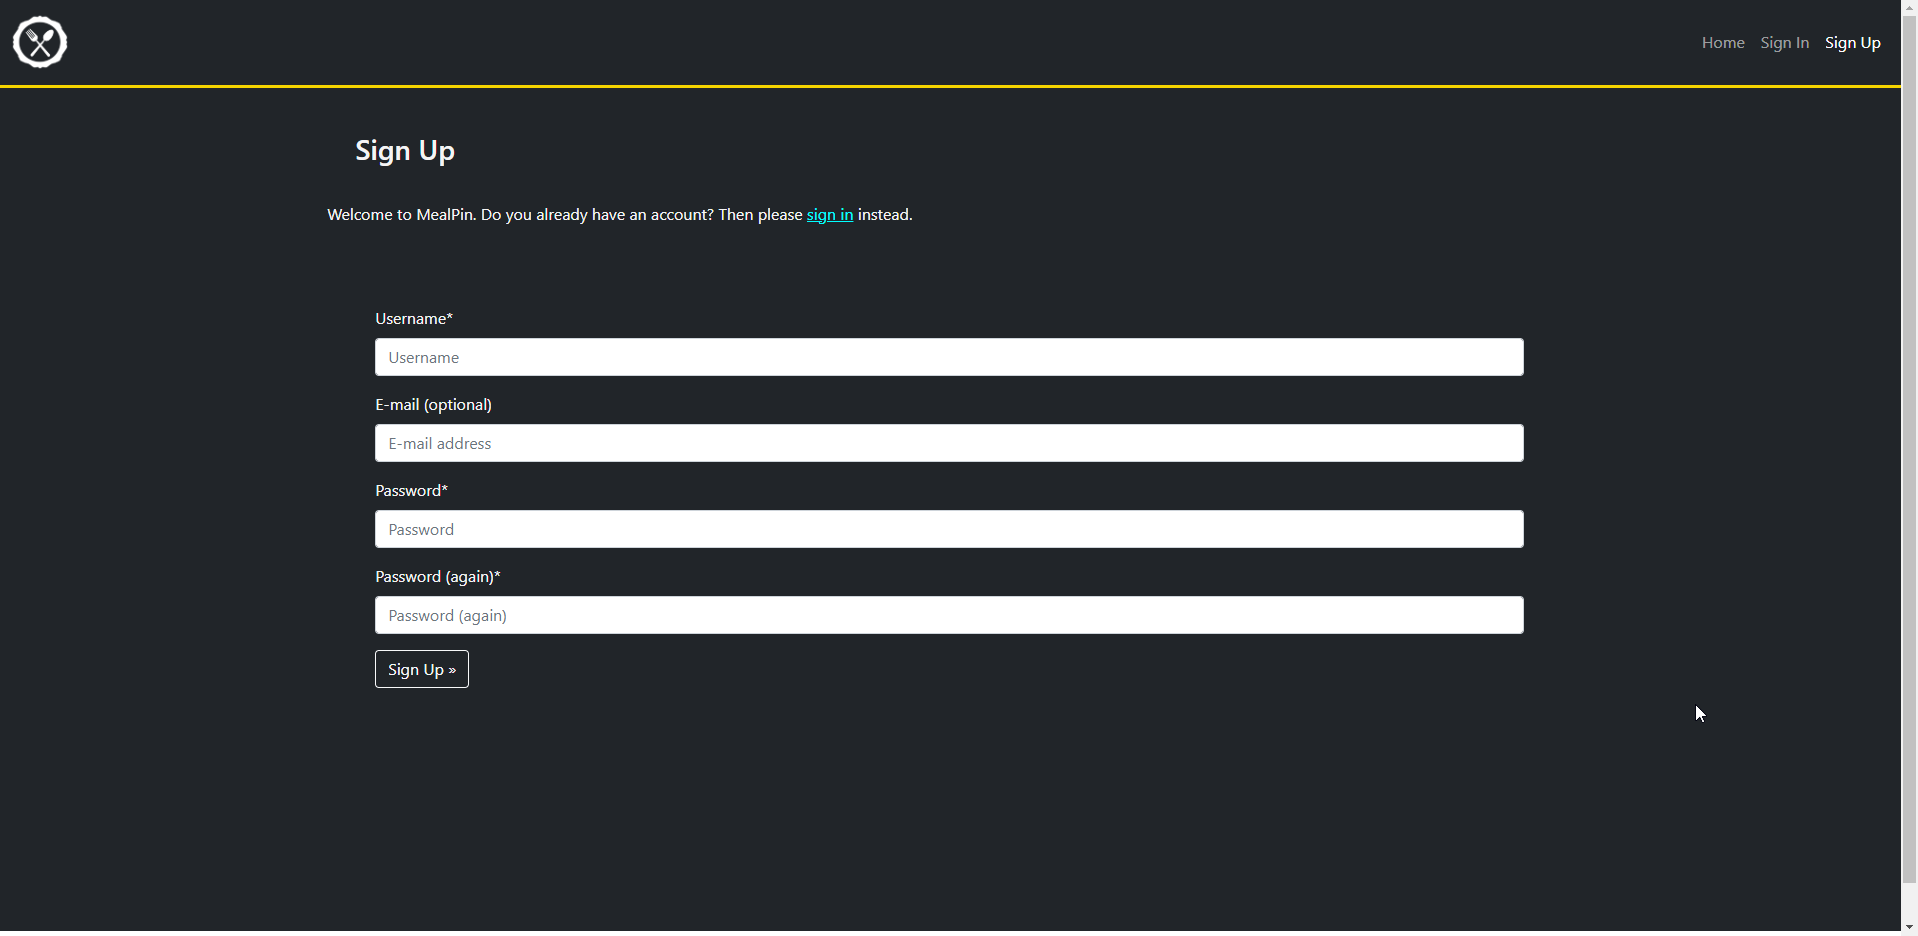 Home Sign In Sign Up
Sign Up
Welcome to MealPin. Do you already have an account? Then please sign in instead.
Username*
Username
E-mail (optional)
E-mail address
Password*
Password
Password (again)*
Password (again)
Sign Up »